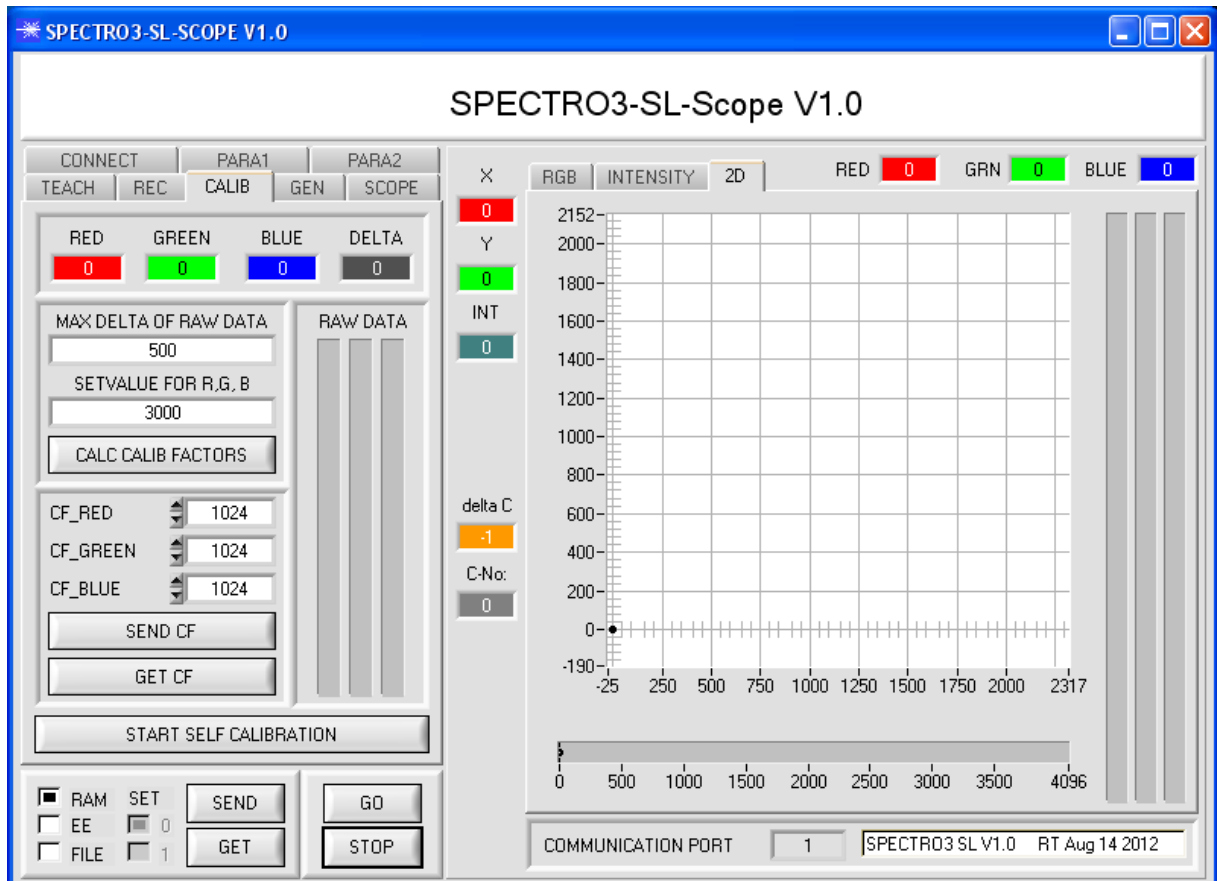 SPECTRO3-SL-SCOPE V1.0
SPECTRO3-SL-Scope V1.0
CONNECT PARA1 PARA2
TEACH REC CALIB GEN SCOPE
RED GREEN BLUE DELTA
0 0 0 0
MAX DELTA OF RAW DATA
500
SETVALUE FOR R,G, B
3000
CALC CALIB FACTORS
RAW DATA
CF_RED 1024
CF_GREEN 1024
CF_BLUE 1024
SEND CF
GET CF
START SELF CALIBRATION
RAM SET
EE 0
FILE 1
SEND
GET
GO
STOP
X
0
Y
0
INT
0
delta C
-1
C-No:
0
RGB INTENSITY 2D
RED 0 GRN 0 BLUE 0
2152
2000
1800
1600
1400
1200
1000
800
600
400
200
0
-190
-25 250 500 750 1000 1250 1500 1750 2000 2317
0 500 1000 1500 2000 2500 3000 3500 4096
COMMUNICATION PORT 1 SPECTRO3 SL V1.0 RT Aug 14 2012